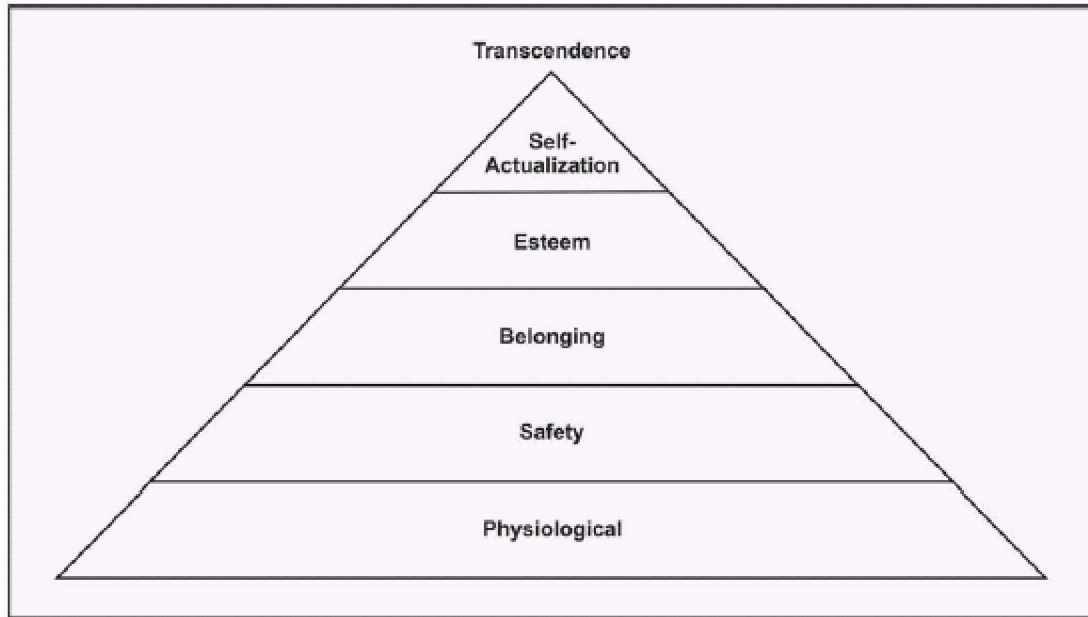 Transcendence
Self-
Actualization
Esteem
Belonging
Safety
Physiological